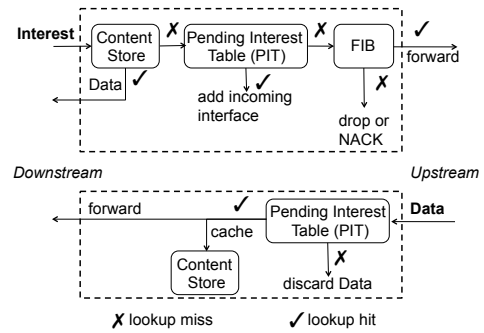 Interest
Content
Store
✗
Pending Interest
Table (PIT)
✗
FIB
✓
forward
Data
✓
✓
add incoming
interface
✗
drop or
NACK
Downstream
Upstream
forward
✓
cache
Pending Interest
Table (PIT)
Data
Content
Store
✗
discard Data
✗ lookup miss
✓ lookup hit